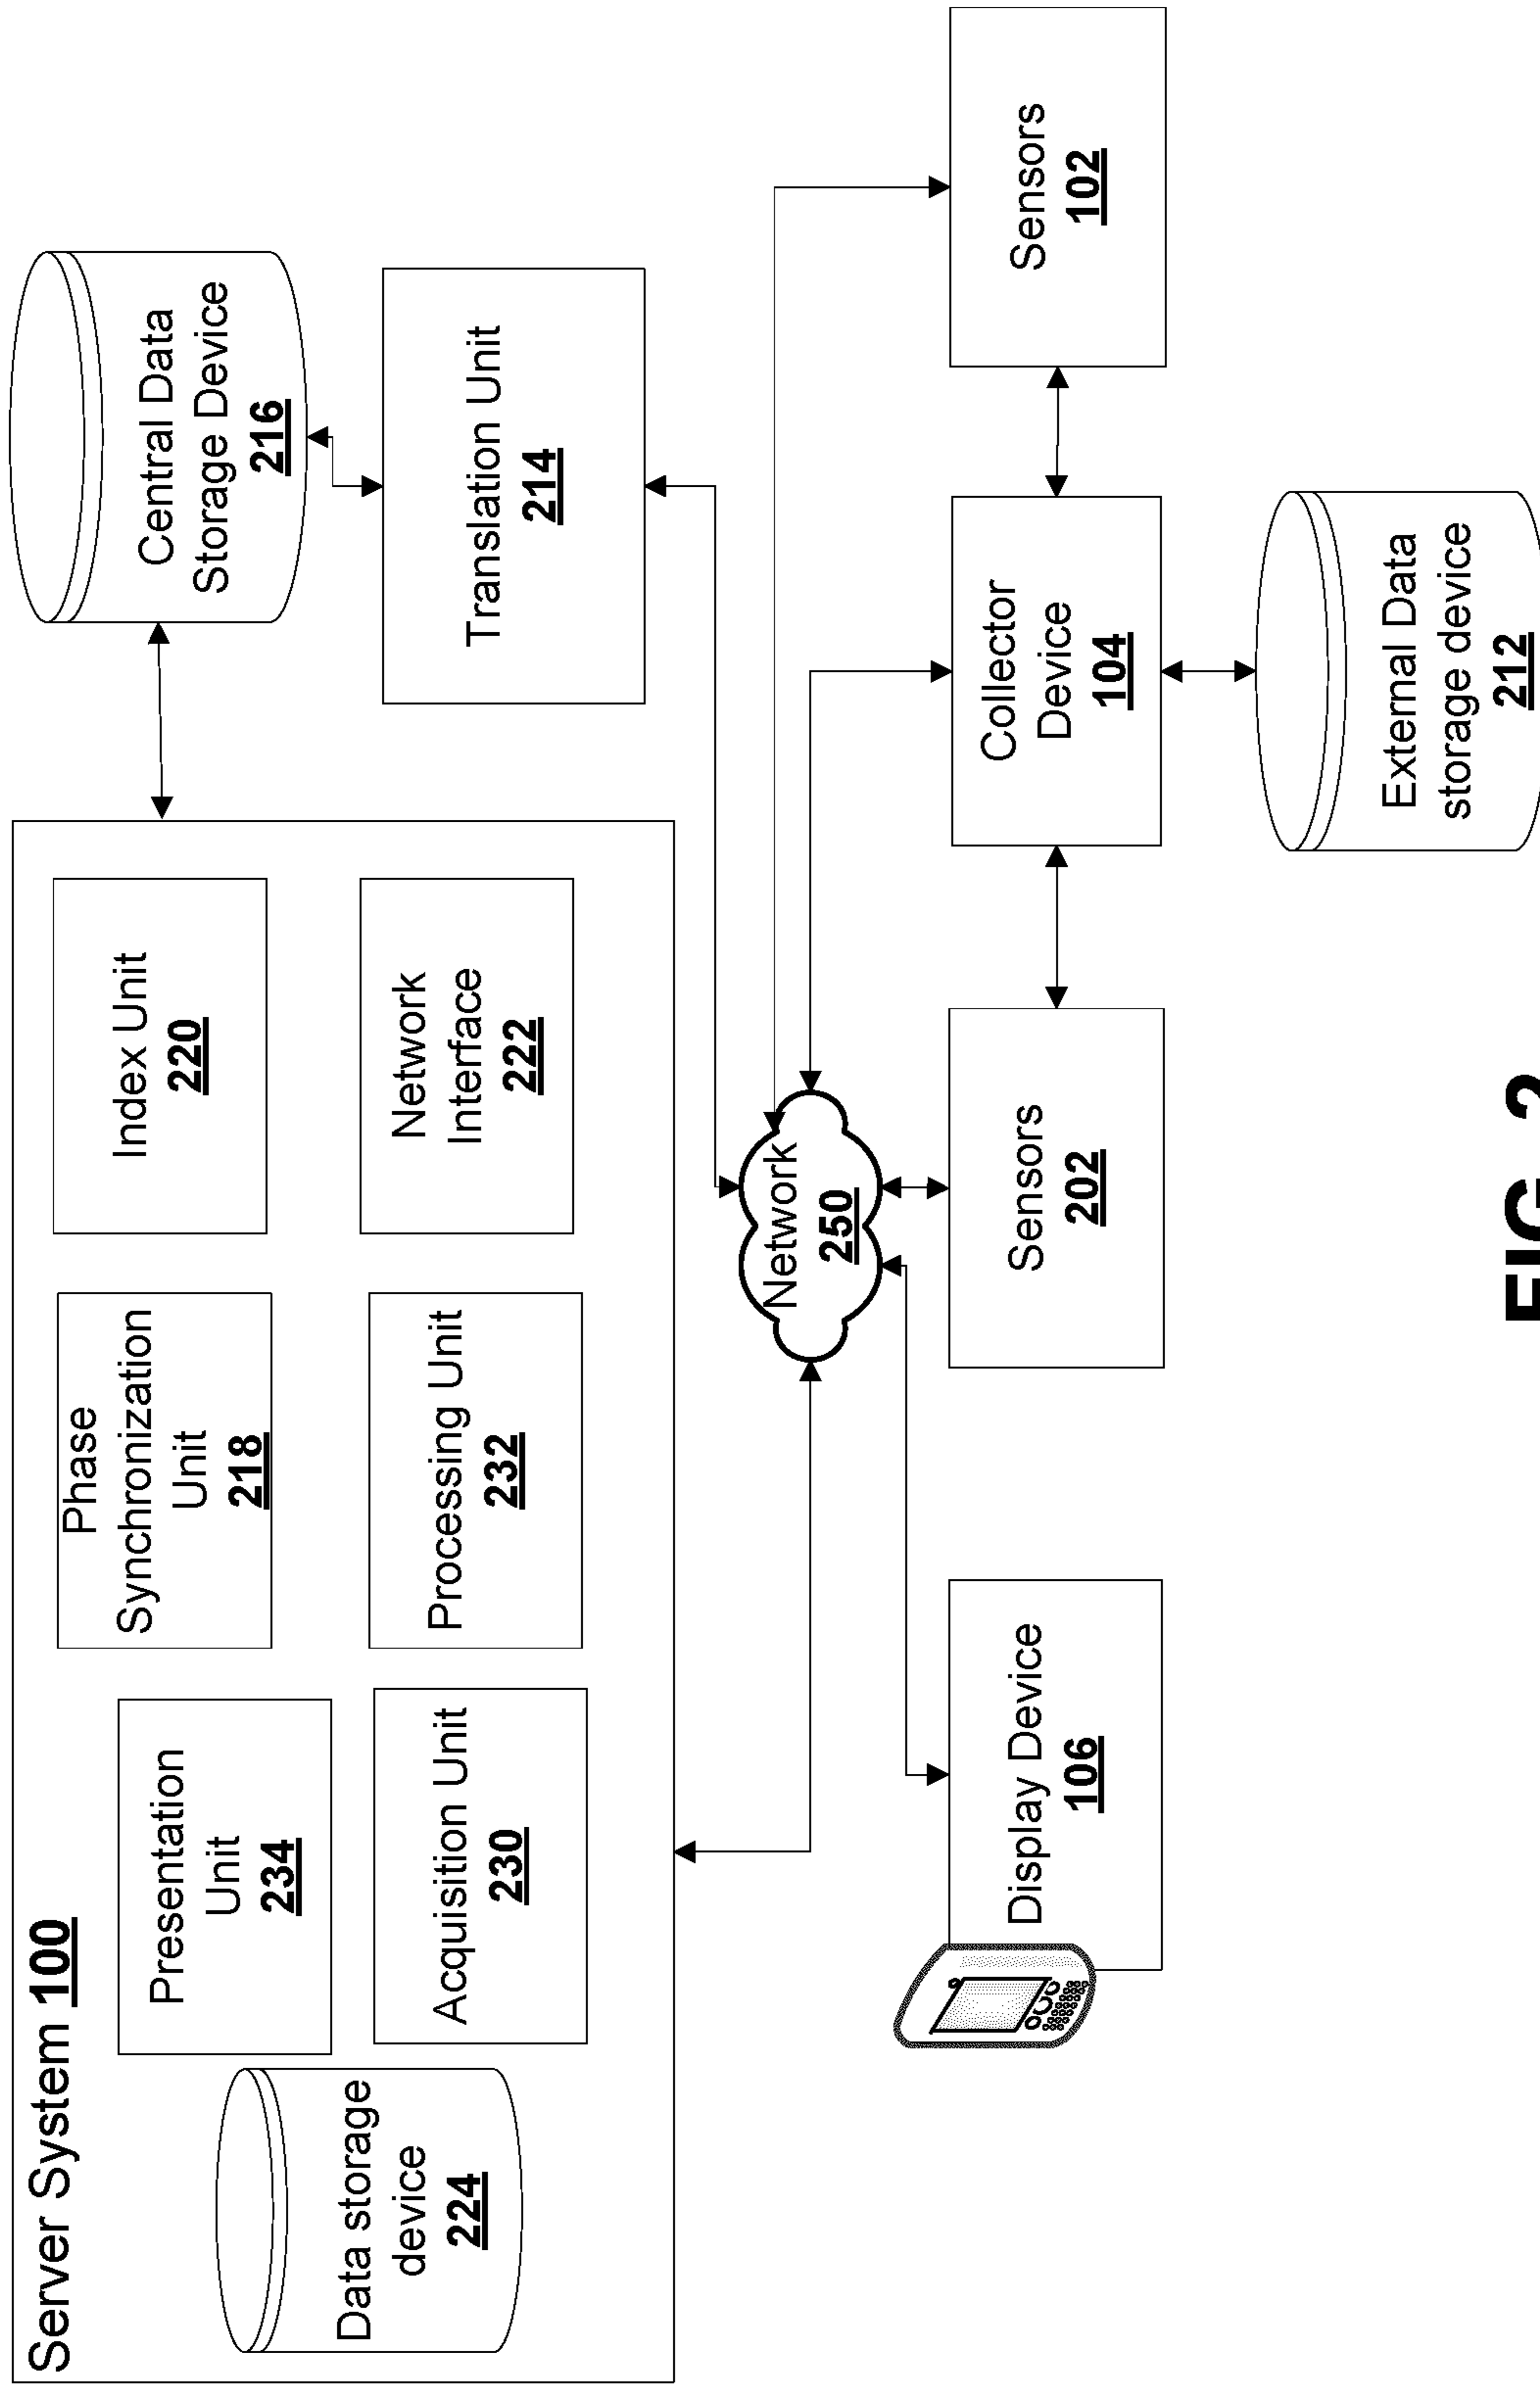 Server System 100
Data storage
device
224
Presentation
Unit
234
Phase
Synchronization
Unit
218
Index Unit
220
Acquisition Unit
230
Processing Unit
232
Network
Interface
222
Central Data
Storage Device
216
Translation Unit
214
Network
250
Display Device
106
Sensors
202
Collector
Device
104
Sensors
102
External Data
storage device
212
FIG. 2